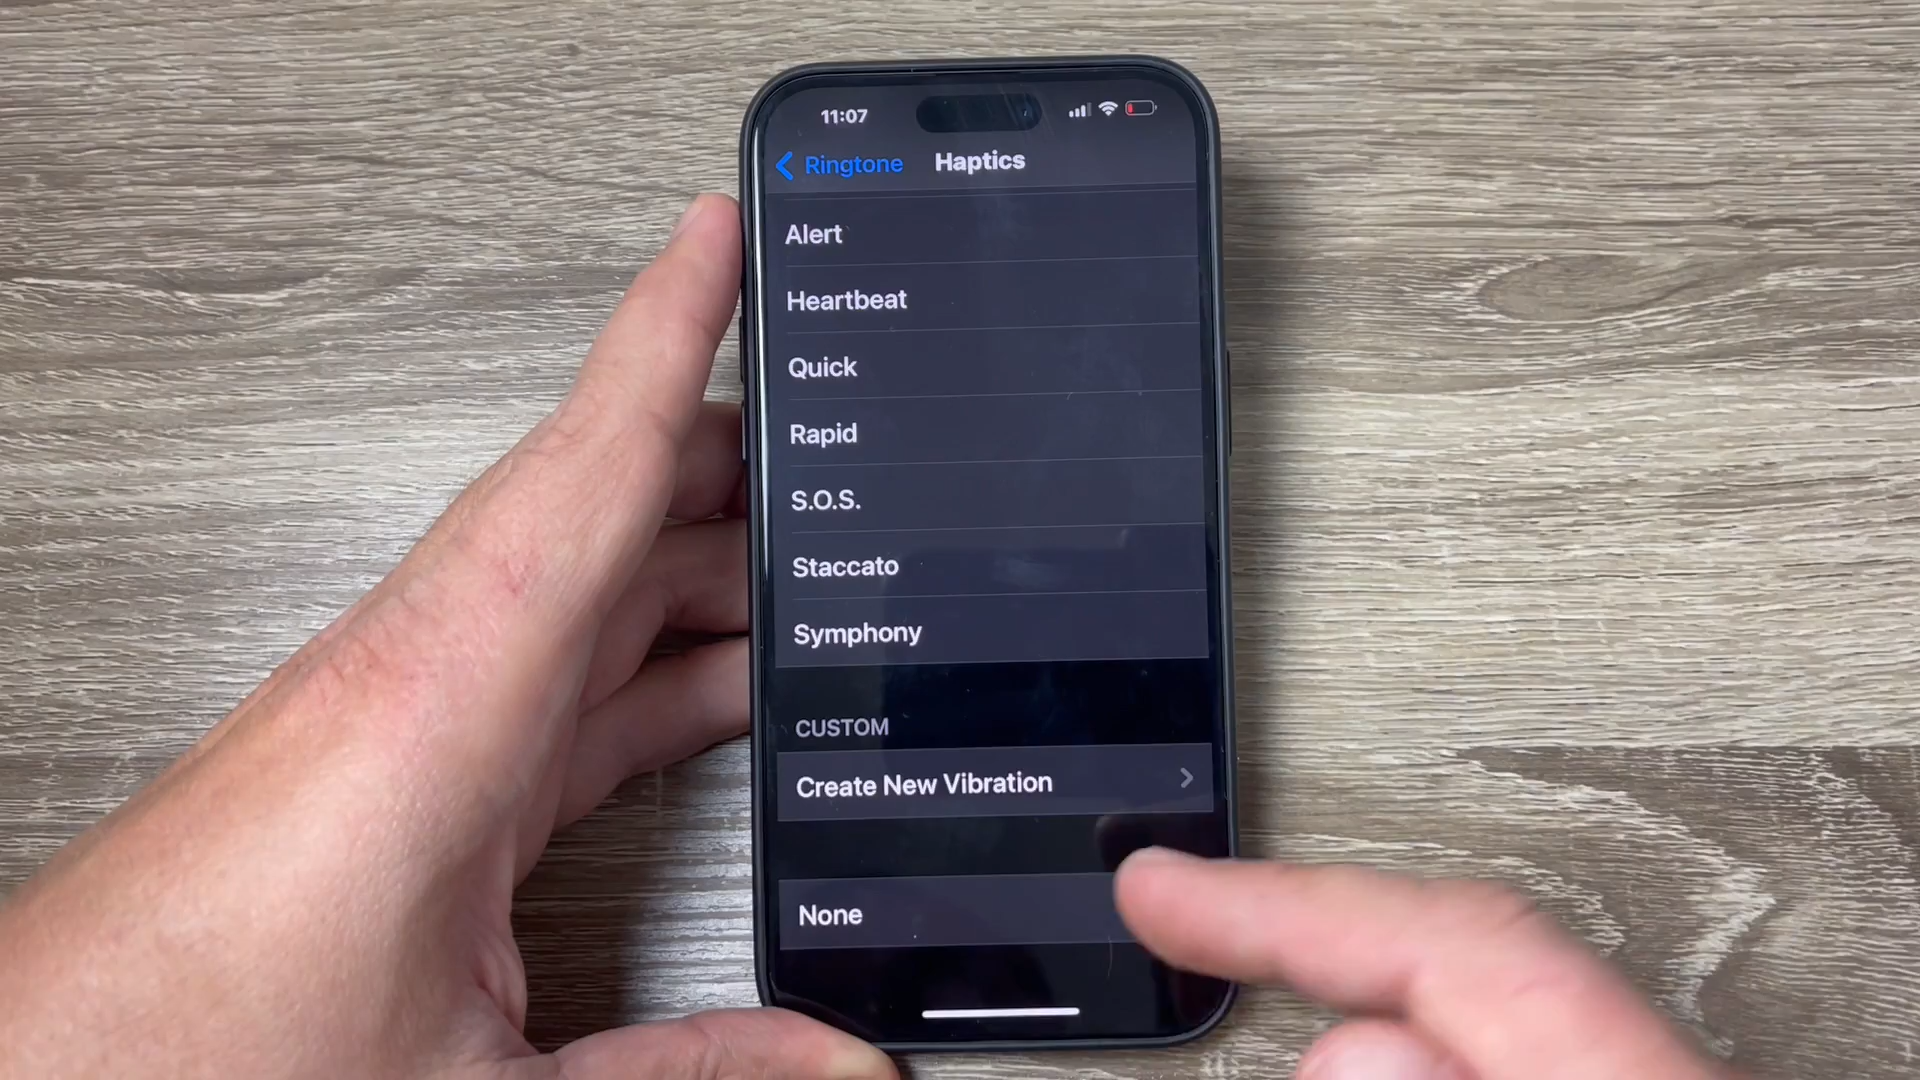 11:07
Ringtone Haptics
Alert
Heartbeat
Quick
Rapid
S.O.S.
Staccato
Symphony
CUSTOM
Create New Vibration
None